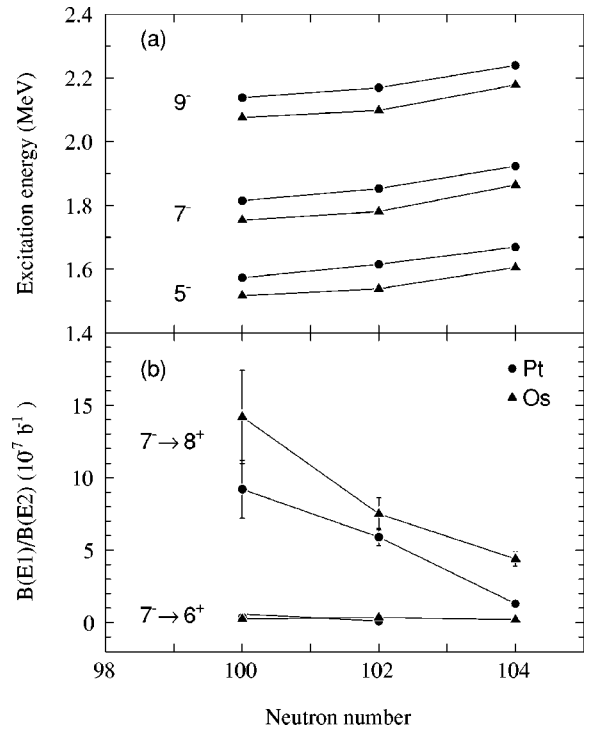 (a)
2.4
2.2
2.0
1.8
1.6
1.4
Excitation energy (MeV)
9⁻
7⁻
5⁻
(b)
Pt
Os
15
10
5
0
B(E1)/B(E2) (10⁷ b⁻¹)
7⁻→8⁺
7⁻→6⁺
98
100
102
104
Neutron number